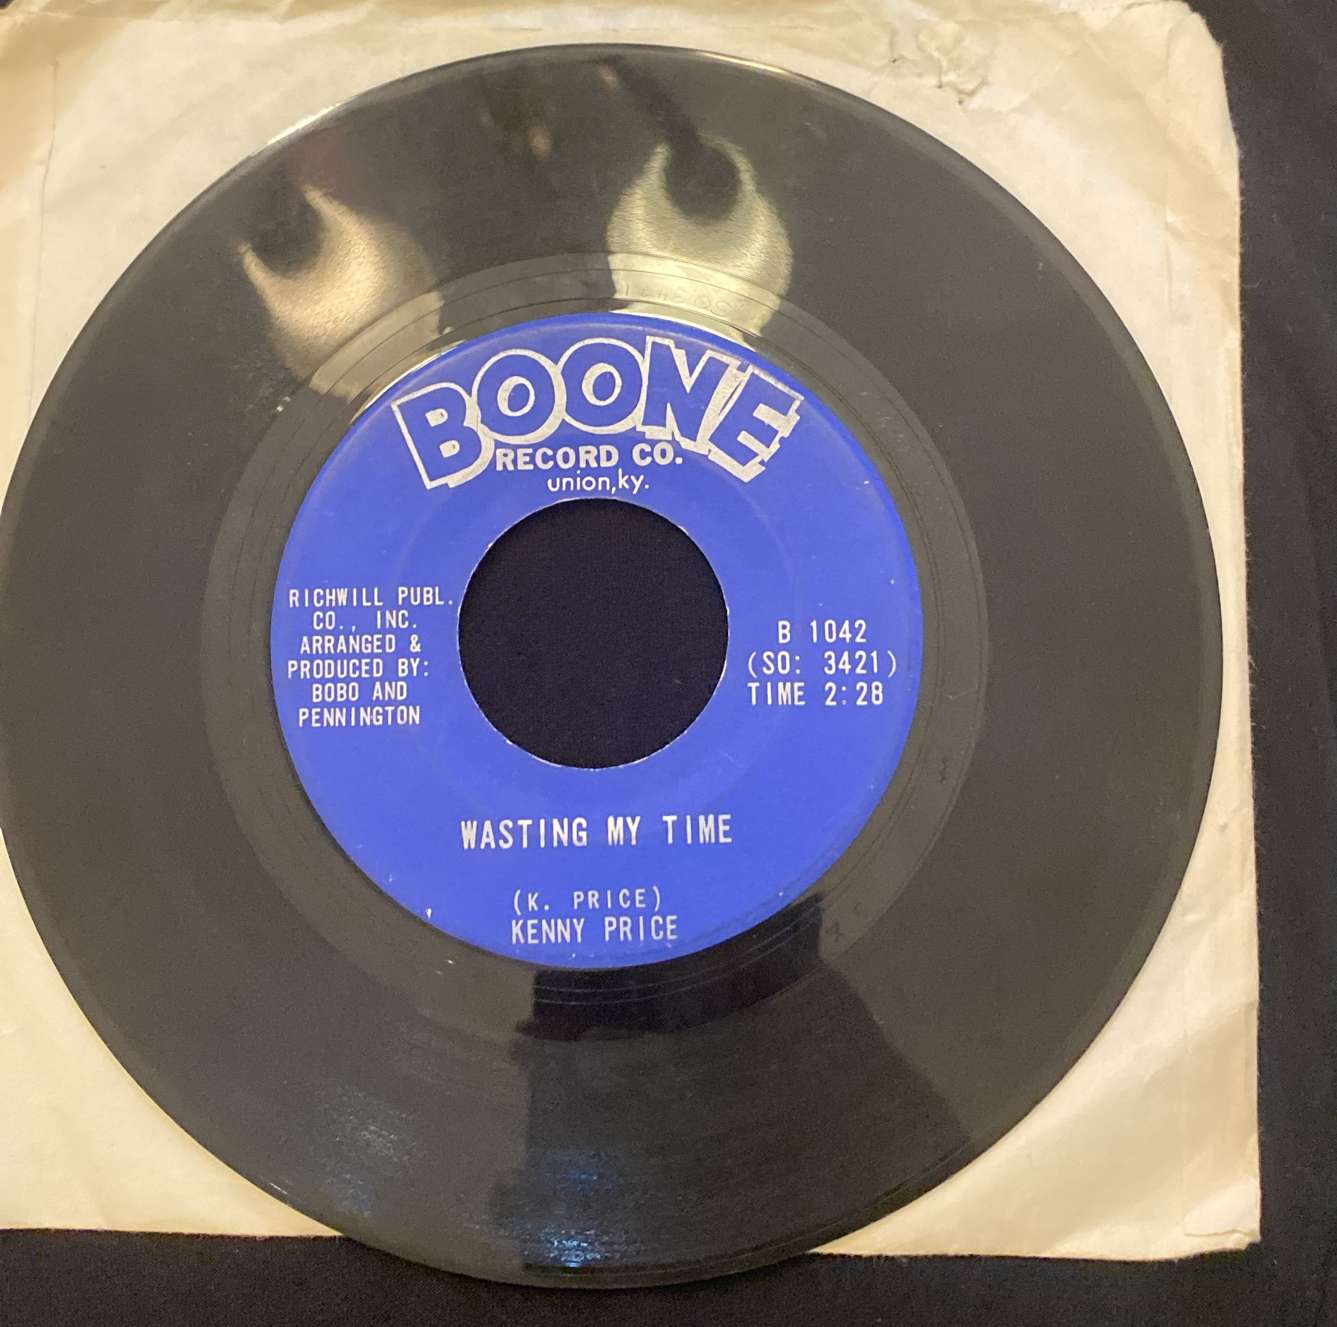 BOONE
RECORD CO.
union, ky.
RICHWILL PUBL.
CO., INC.
ARRANGED &
PRODUCED BY:
BOBO AND
PENNINGTON
B 1042
(SO: 3421)
TIME 2:28
WASTING MY TIME
(K. PRICE)
KENNY PRICE